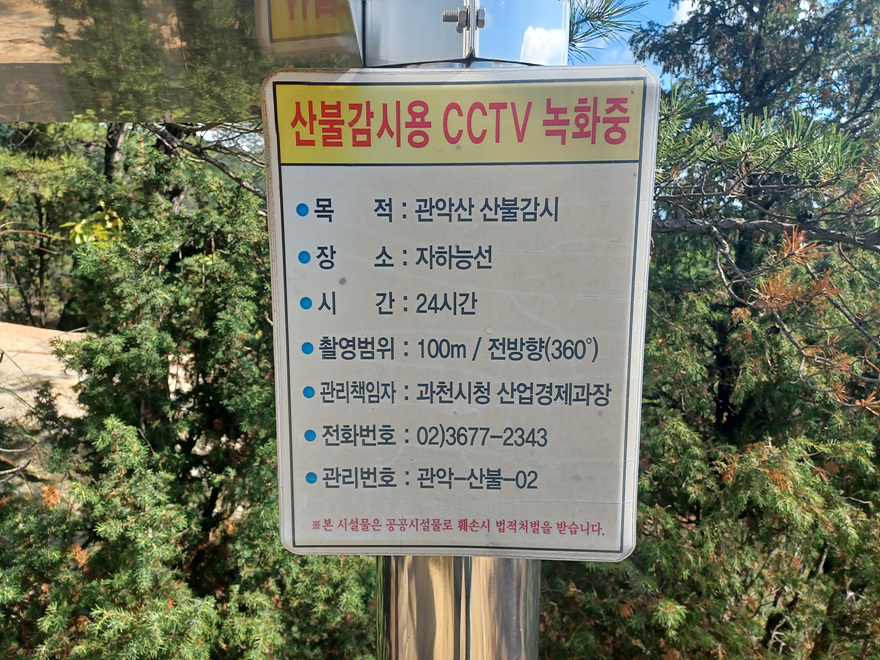 산불감시용 CCTV 녹화중
목 적 : 관악산 산불감시
장 소 : 자하능선
시 간 : 24시간
촬영범위 : 100m / 전방향(360°)
관리책임자 : 과천시청 산업경제과장
전화번호 : 02)3677-2343
관리번호 : 관악-산불-02
※본 시설물은 공공시설물로 훼손시 법적처벌을 받습니다.